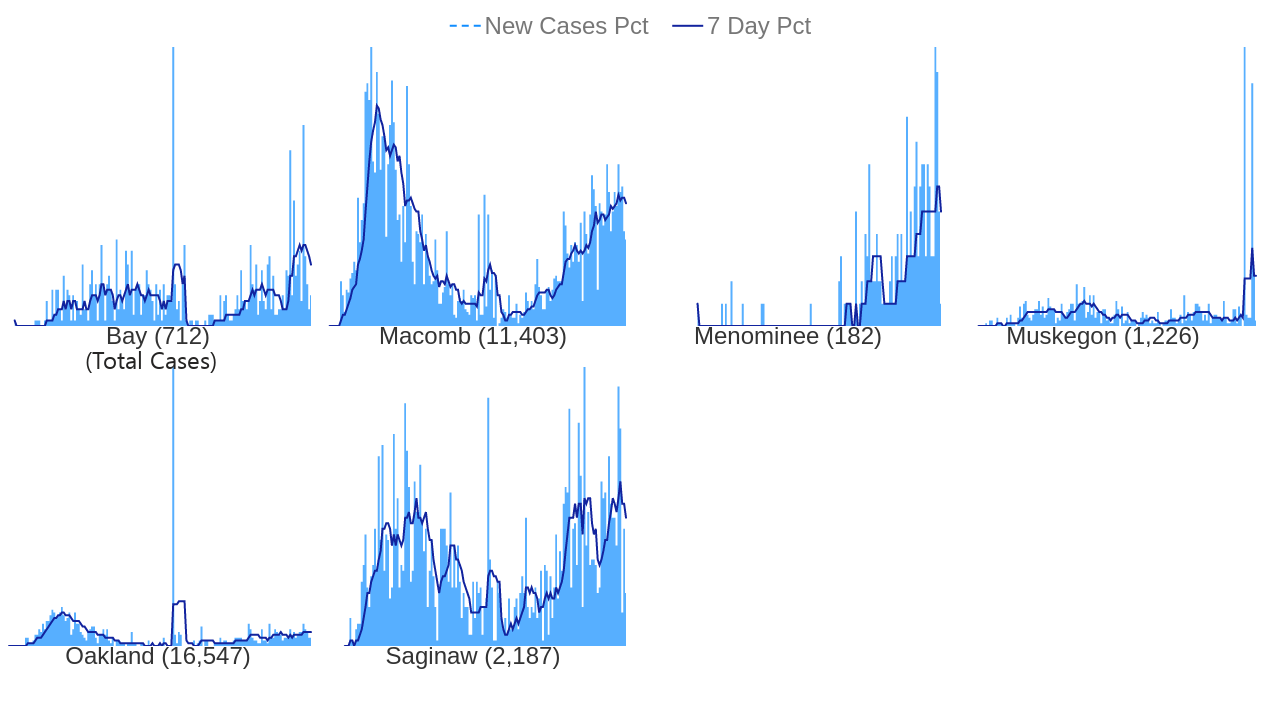 New Cases Pct 7 Day Pct
Bay (712)
(Total Cases)
Macomb (11,403)
Menominee (182)
Muskegon (1,226)
Oakland (16,547)
Saginaw (2,187)